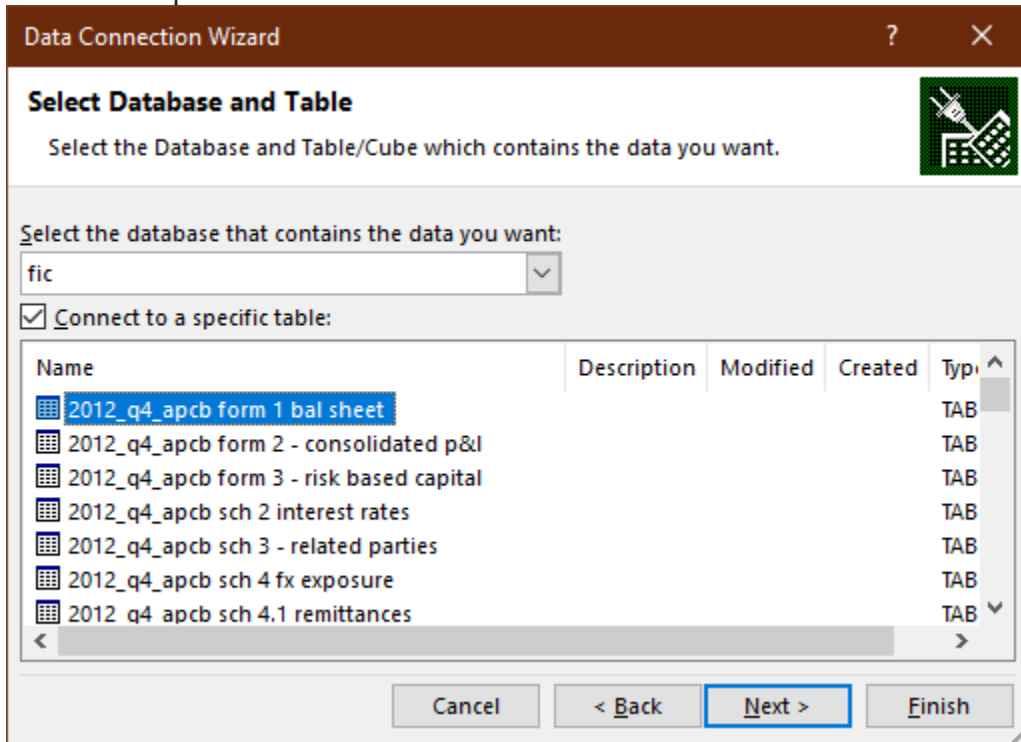 Data Connection Wizard ? ×
Select Database and Table
Select the Database and Table/Cube which contains the data you want.
Select the database that contains the data you want:
fic
Connect to a specific table:
Name Description Modified Created Typ
2012_q4_apcb form 1 bal sheet TAB
2012_q4_apcb form 2 - consolidated p&l TAB
2012_q4_apcb form 3 - risk based capital TAB
2012_q4_apcb sch 2 interest rates TAB
2012_q4_apcb sch 3 - related parties TAB
2012_q4_apcb sch 4 fx exposure TAB
2012_q4_apcb sch 4.1 remittances TAB
Cancel < Back Next > Finish